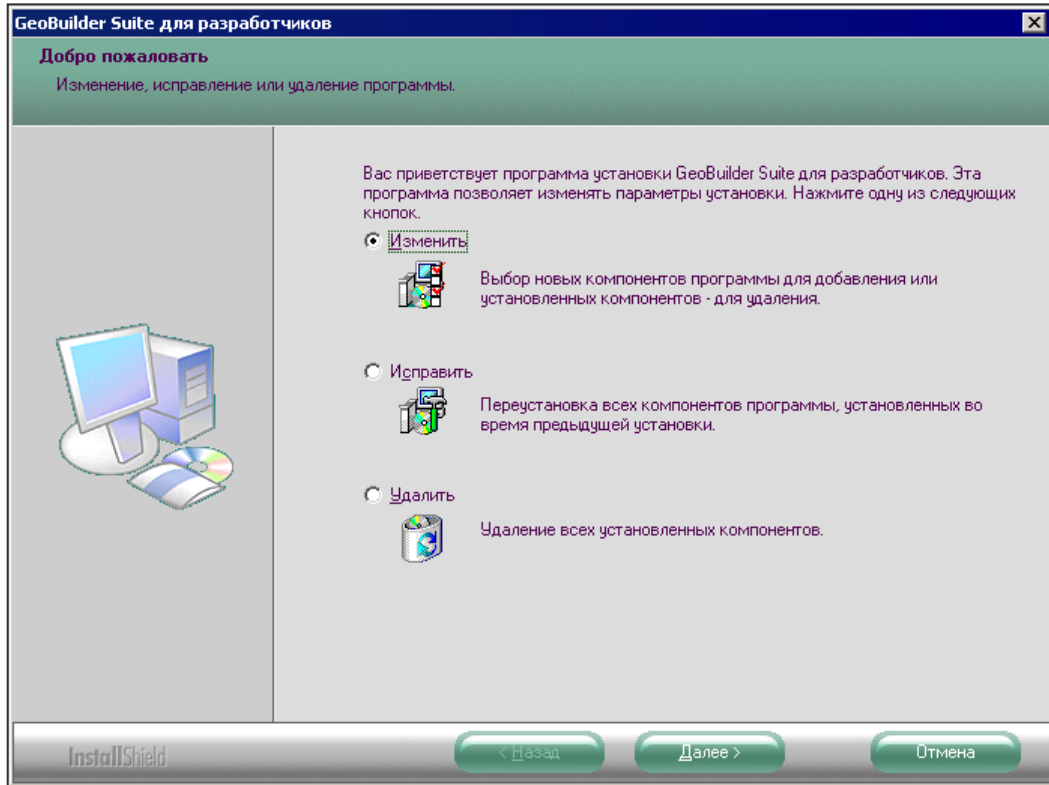 GeoBuilder Suite для разработчиков
Добро пожаловать
Изменение, исправление или удаление программы.
Вас приветствует программа установки GeoBuilder Suite для разработчиков. Эта
программа позволяет изменять параметры установки. Нажмите одну из следующих
кнопок.
Изменить
Выбор новых компонентов программы для добавления или
установленных компонентов - для удаления.
Исправить
Переустановка всех компонентов программы, установленных во
время предыдущей установки.
Удалить
Удаление всех установленных компонентов.
InstallShield
< Назад
Далее >
Отмена